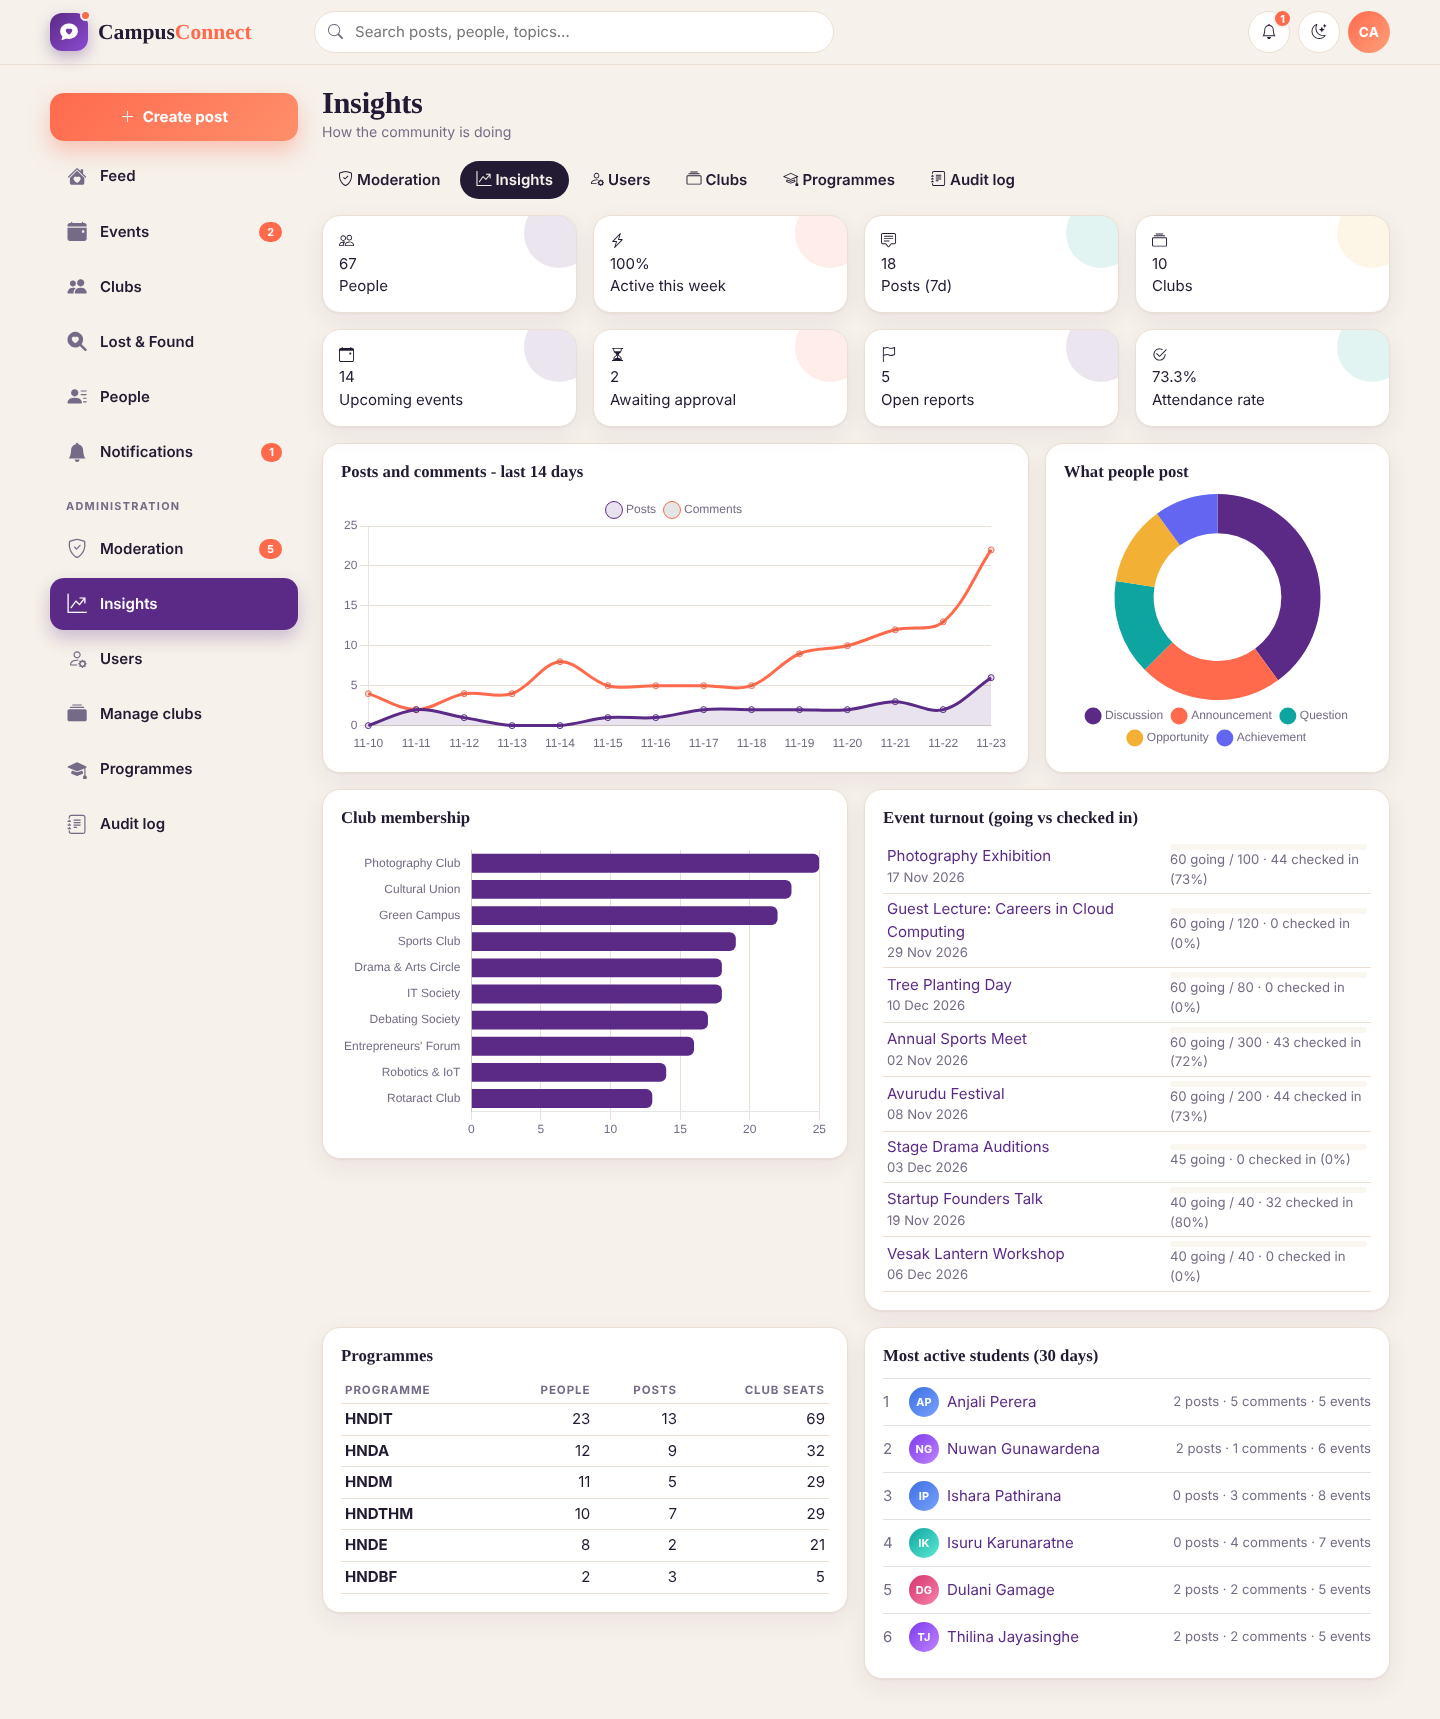 CampusConnect
Search posts, people, topics...
1
CA
Create post
Feed
Events 2
Clubs
Lost & Found
People
Notifications 1
ADMINISTRATION
Moderation 5
Insights
Users
Manage clubs
Programmes
Audit log
Insights
How the community is doing
Moderation Insights Users Clubs Programmes Audit log
67
People
100%
Active this week
18
Posts (7d)
10
Clubs
14
Upcoming events
2
Awaiting approval
5
Open reports
73.3%
Attendance rate
Posts and comments - last 14 days
Posts Comments
25
20
15
10
5
0
11-10 11-11 11-12 11-13 11-14 11-15 11-16 11-17 11-18 11-19 11-20 11-21 11-22 11-23
What people post
Discussion Announcement Question
Opportunity Achievement
Club membership
Photography Club
Cultural Union
Green Campus
Sports Club
Drama & Arts Circle
IT Society
Debating Society
Entrepreneurs' Forum
Robotics & IoT
Rotaract Club
0 5 10 15 20 25
Event turnout (going vs checked in)
Photography Exhibition
17 Nov 2026
60 going / 100 · 44 checked in
(73%)
Guest Lecture: Careers in Cloud
Computing
29 Nov 2026
60 going / 120 · 0 checked in
(0%)
Tree Planting Day
10 Dec 2026
60 going / 80 · 0 checked in
(0%)
Annual Sports Meet
02 Nov 2026
60 going / 300 · 43 checked in
(72%)
Avurudu Festival
08 Nov 2026
60 going / 200 · 44 checked in
(73%)
Stage Drama Auditions
03 Dec 2026
45 going · 0 checked in (0%)
Startup Founders Talk
19 Nov 2026
40 going / 40 · 32 checked in
(80%)
Vesak Lantern Workshop
06 Dec 2026
40 going / 40 · 0 checked in
(0%)
Programmes
PROGRAMME PEOPLE POSTS CLUB SEATS
HNDIT 23 13 69
HNDA 12 9 32
HNDM 11 5 29
HNDTHM 10 7 29
HNDE 8 2 21
HNDBF 2 3 5
Most active students (30 days)
1 AP Anjali Perera 2 posts · 5 comments · 5 events
2 NG Nuwan Gunawardena 2 posts · 1 comments · 6 events
3 IP Ishara Pathirana 0 posts · 3 comments · 8 events
4 IK Isuru Karunaratne 0 posts · 4 comments · 7 events
5 DG Dulani Gamage 2 posts · 2 comments · 5 events
6 TJ Thilina Jayasinghe 2 posts · 2 comments · 5 events